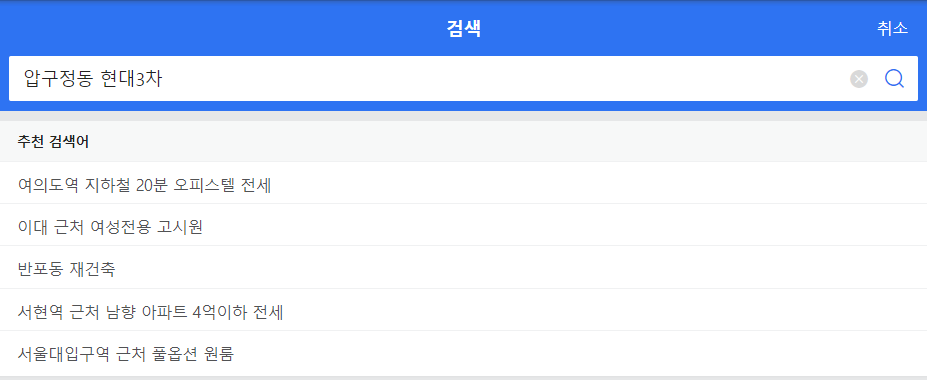 검색
취소
압구정동 현대3차
추천 검색어
여의도역 지하철 20분 오피스텔 전세
이대 근처 여성전용 고시원
반포동 재건축
서현역 근처 남향 아파트 4억이하 전세
서울대입구역 근처 풀옵션 원룸